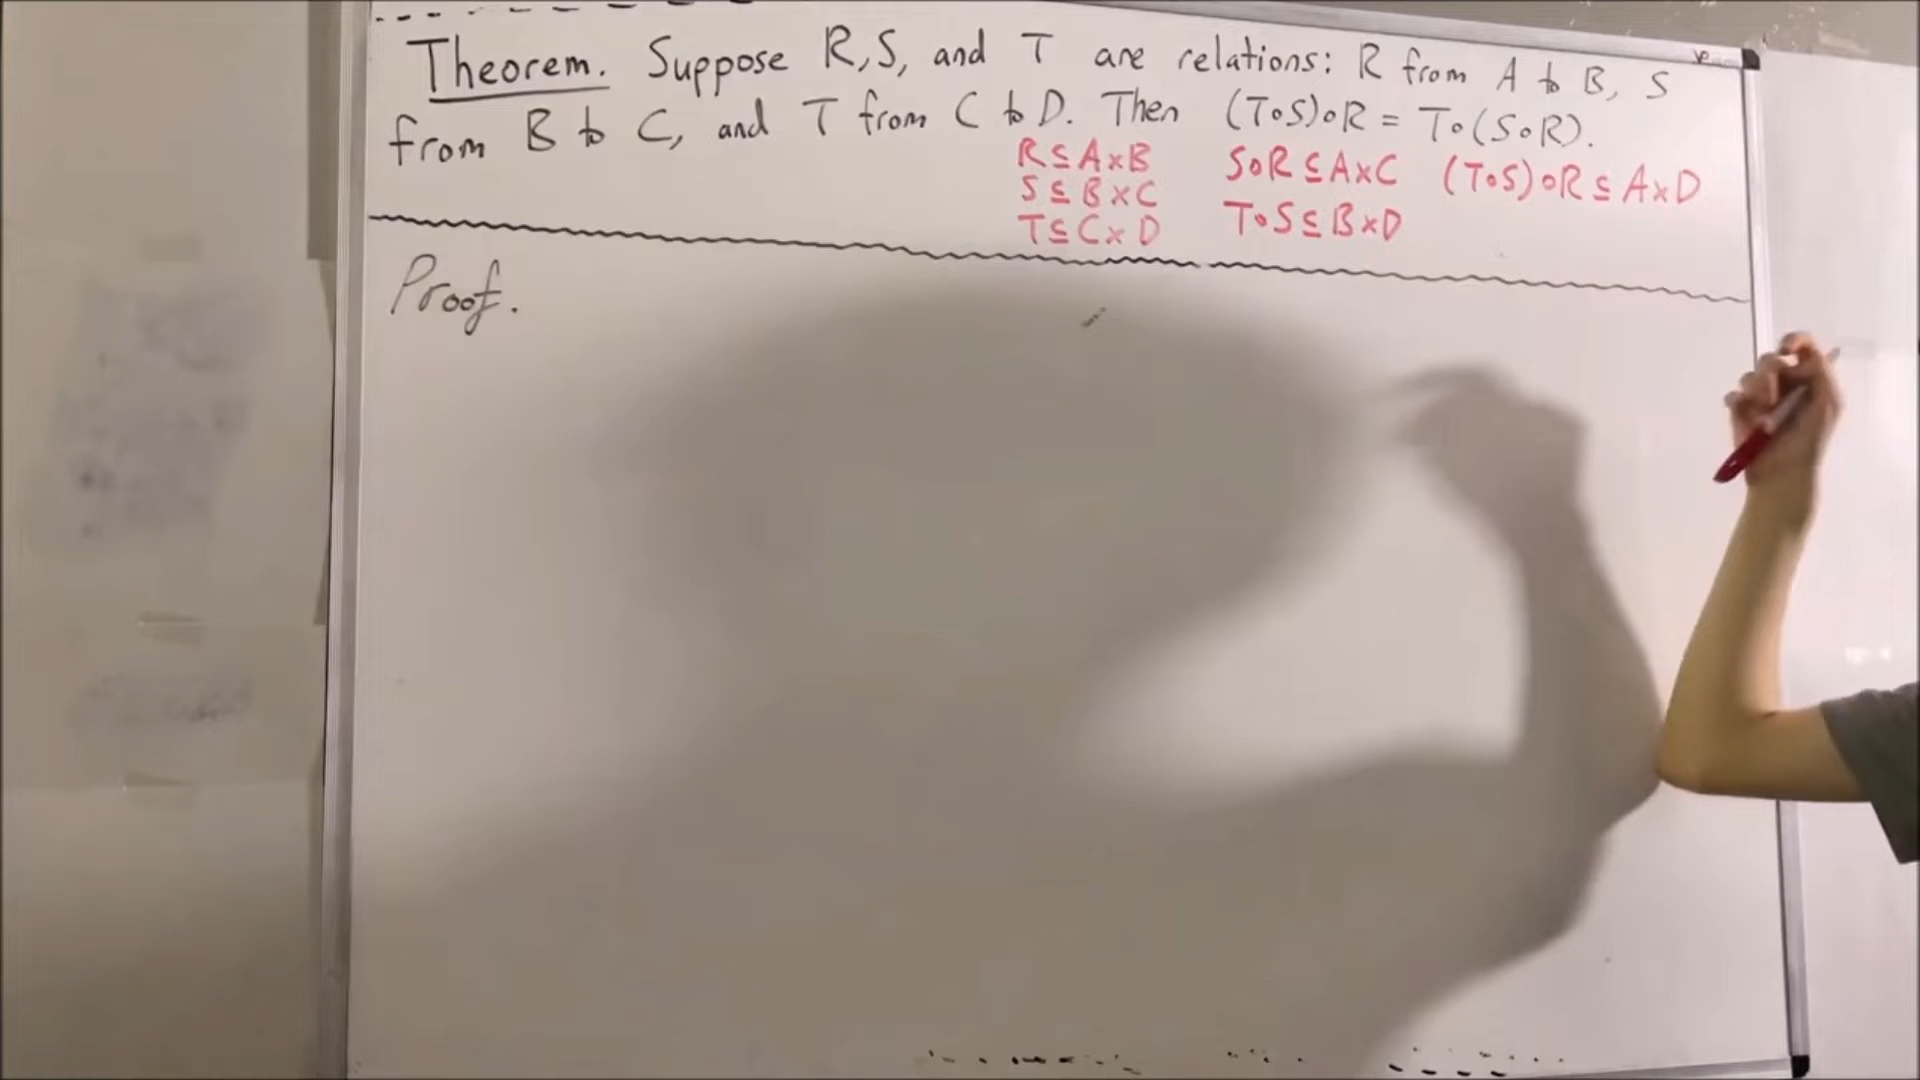 Theorem. Suppose R, S, and T are relations: R from A to B, S
from B to C, and T from C to D. Then (T∘S)∘R = T∘(S∘R).
R⊆A×B S∘R⊆A×C (T∘S)∘R⊆A×D
S⊆B×C T∘S⊆B×D
T⊆C×D
Proof.